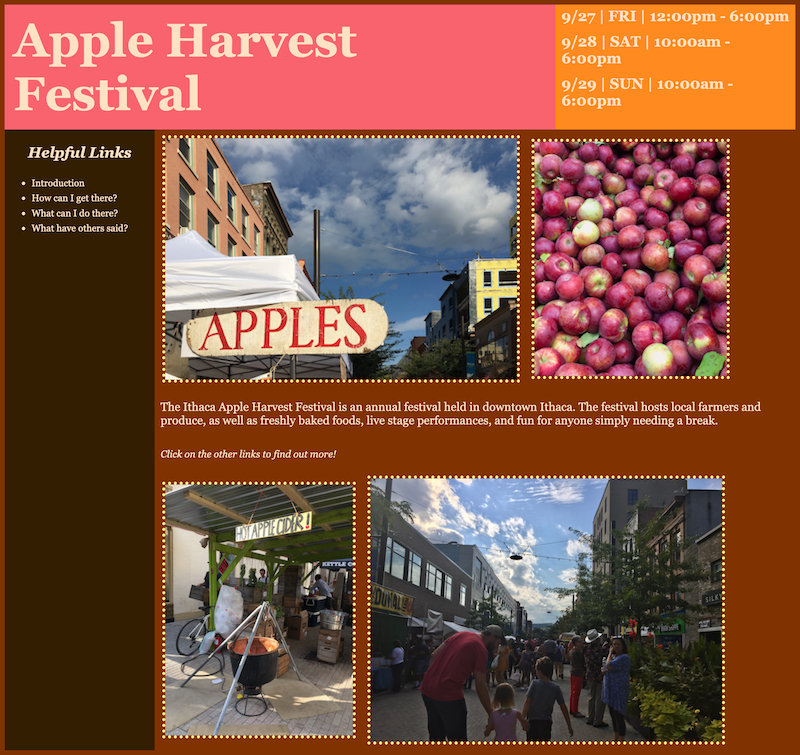 Apple Harvest
Festival
9/27 | FRI | 12:00pm - 6:00pm
9/28 | SAT | 10:00am -
6:00pm
9/29 | SUN | 10:00am -
6:00pm
Helpful Links
Introduction
How can I get there?
What can I do there?
What have others said?
APPLES
The Ithaca Apple Harvest Festival is an annual festival held in downtown Ithaca. The festival hosts local farmers and
produce, as well as freshly baked foods, live stage performances, and fun for anyone simply needing a break.
Click on the other links to find out more!
HOT APPLE CIDER!
KETTLE CO